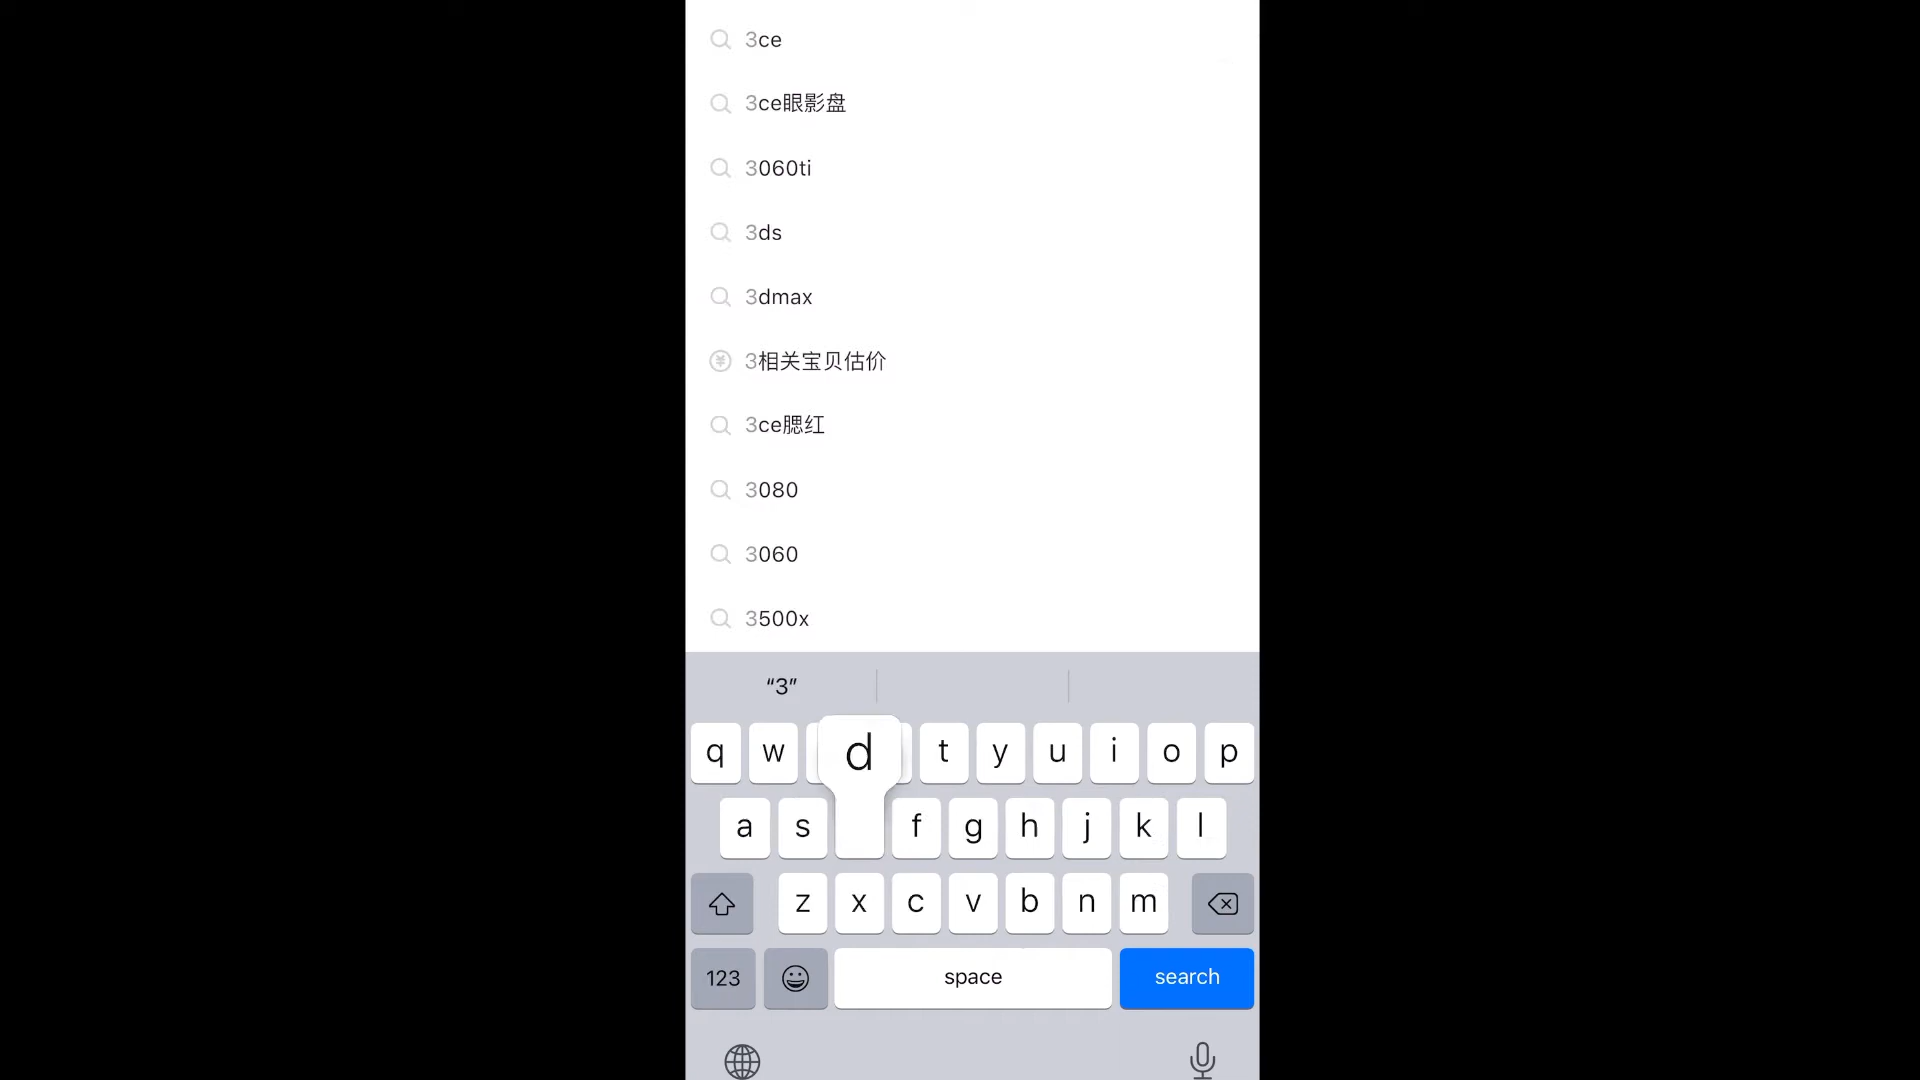 3ce
3ce眼影盘
3060ti
3ds
3dmax
3相关宝贝估价
3ce腮红
3080
3060
3500x
“3”
q w d t y u i o p
a s f g h j k l
z x c v b n m
123 space search